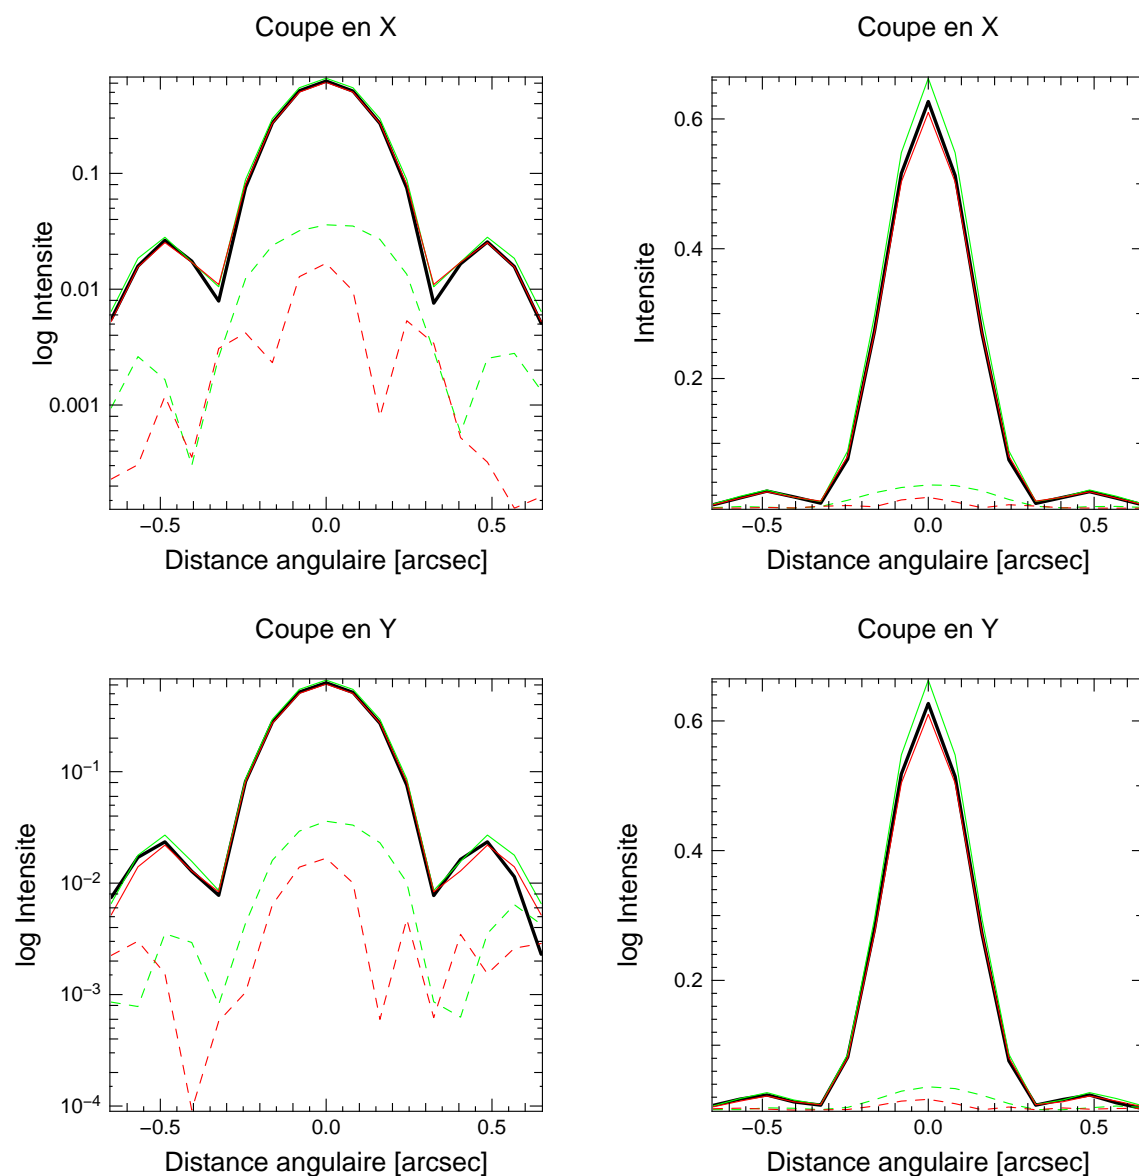 Coupe en X
log Intensite
0.1
0.01
0.001
−0.5
0.0
0.5
Distance angulaire [arcsec]
Coupe en X
Intensite
0.6
0.4
0.2
−0.5
0.0
0.5
Distance angulaire [arcsec]
Coupe en Y
log Intensite
10−1
10−2
10−3
10−4
−0.5
0.0
0.5
Distance angulaire [arcsec]
Coupe en Y
log Intensite
0.6
0.4
0.2
−0.5
0.0
0.5
Distance angulaire [arcsec]